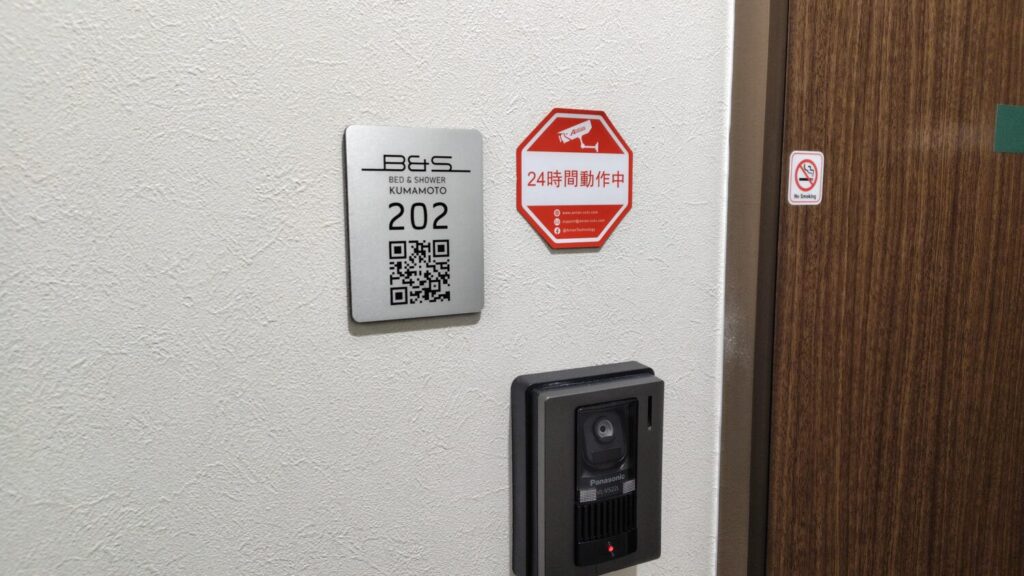 B&S
BED & SHOWER
KUMAMOTO
202
24時間動作中
No Smoking
Panasonic